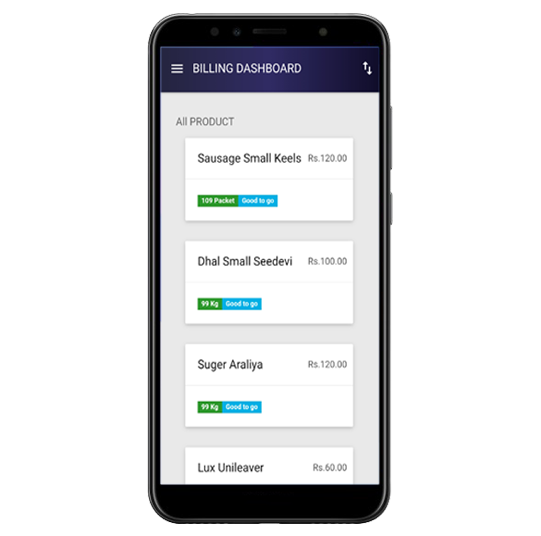 BILLING DASHBOARD
All PRODUCT
Sausage Small Keels Rs.120.00
109 Packet Good to go
Dhal Small Seedevi Rs.100.00
99 Kg Good to go
Suger Araliya Rs.120.00
99 Kg Good to go
Lux Unileaver Rs.60.00